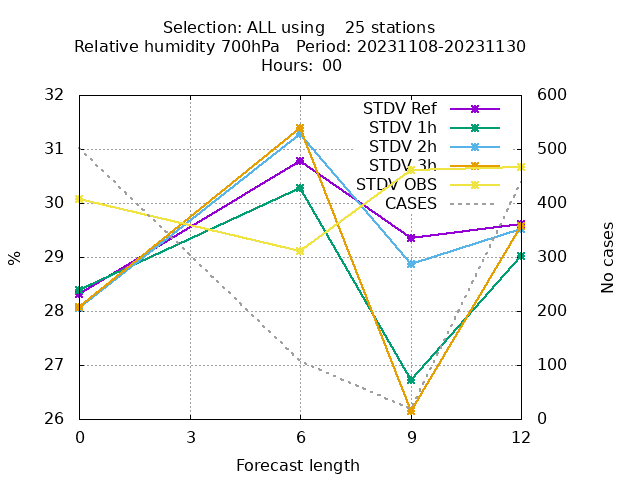 Selection: ALL using    25 stations
Relative humidity 700hPa   Period: 20231108-20231130
Hours: 00
32
31
30
29
28
27
26
%
600
500
400
300
200
100
0
No cases
STDV Ref
STDV 1h
STDV 2h
STDV 3h
STDV OBS
CASES
0 3 6 9 12
Forecast length